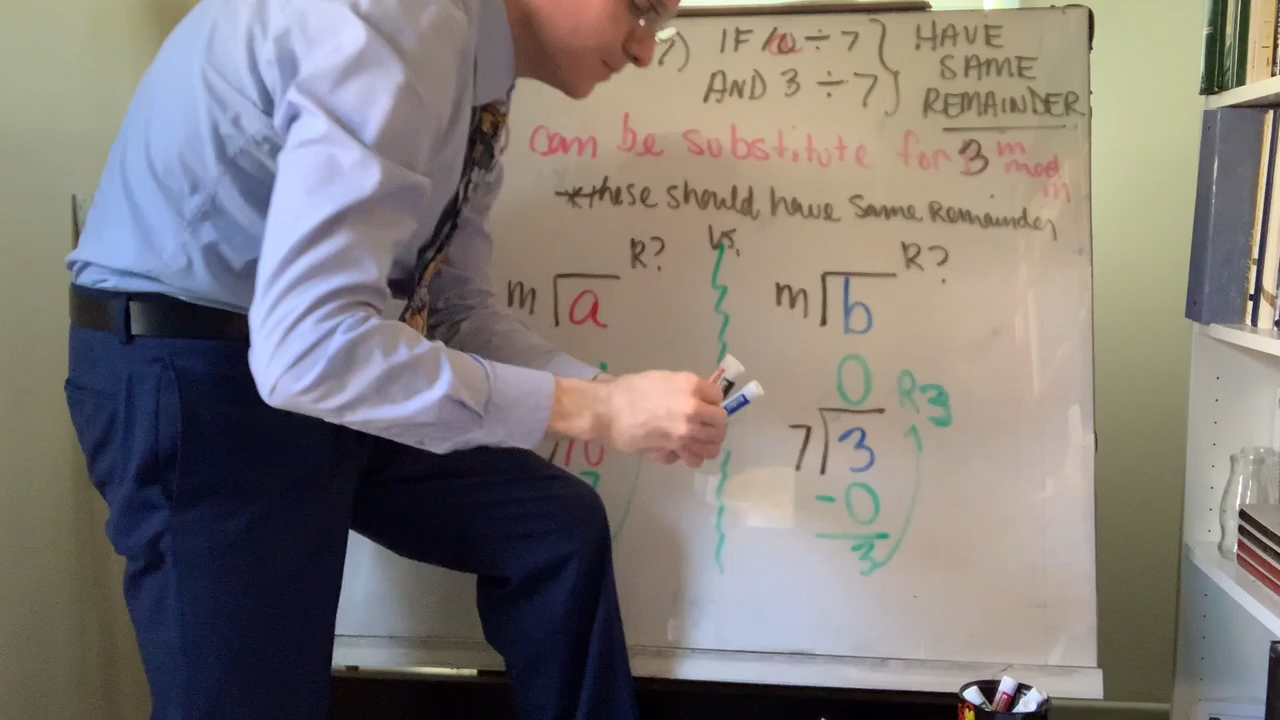 7) IF 10 ÷ 7
AND 3 ÷ 7
HAVE
SAME
REMAINDER
) can be substitute for 3 m
mod
m
*these should have same Remainder
vs.
R?
m a
R?
m b
10
7
0 R3
7 3
-0
3